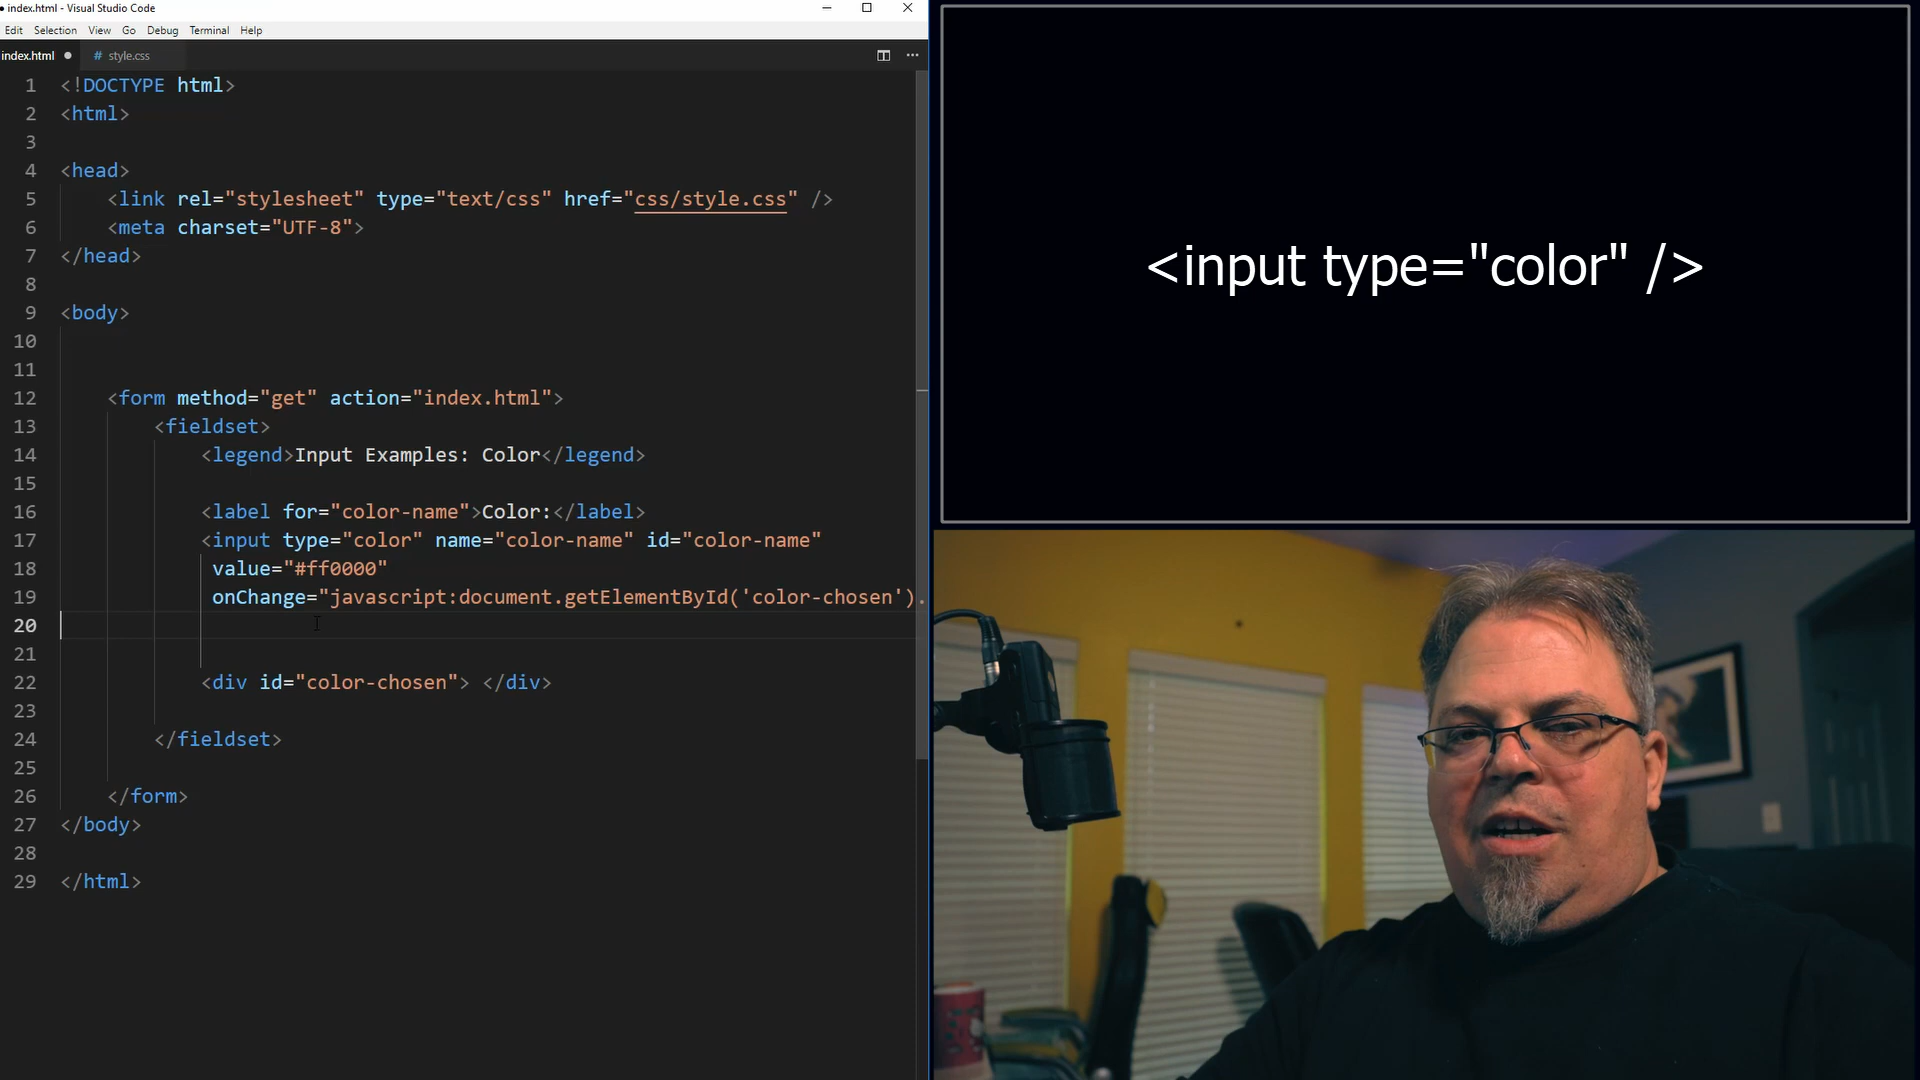 index.html - Visual Studio Code
Edit Selection View Go Debug Terminal Help
index.html # style.css
1 <!DOCTYPE html>
2 <html>
3
4 <head>
5 <link rel="stylesheet" type="text/css" href="css/style.css" />
6 <meta charset="UTF-8">
7 </head>
8
9 <body>
10
11
12 <form method="get" action="index.html">
13 <fieldset>
14 <legend>Input Examples: Color</legend>
15
16 <label for="color-name">Color:</label>
17 <input type="color" name="color-name" id="color-name"
18 value="#ff0000"
19 onChange="javascript:document.getElementById('color-chosen').
20
21
22 <div id="color-chosen"> </div>
23
24 </fieldset>
25
26 </form>
27 </body>
28
29 </html>
<input type="color" />